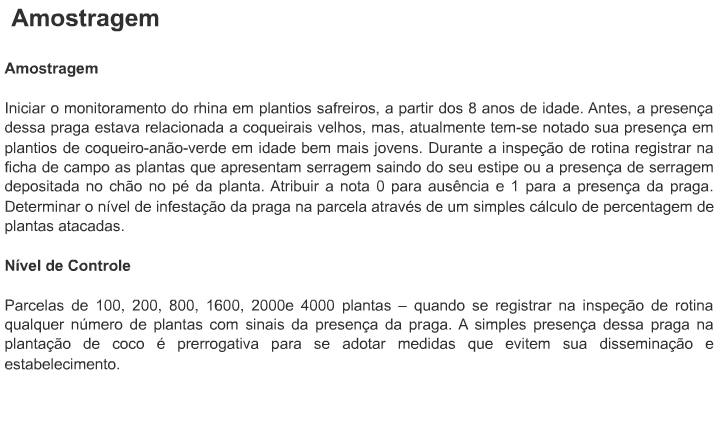 Amostragem
Amostragem
Iniciar o monitoramento do rhina em plantios safreiros, a partir dos 8 anos de idade. Antes, a presença
dessa praga estava relacionada a coqueirais velhos, mas, atualmente tem-se notado sua presença em
plantios de coqueiro-anão-verde em idade bem mais jovens. Durante a inspeção de rotina registrar na
ficha de campo as plantas que apresentam serragem saindo do seu estipe ou a presença de serragem
depositada no chão no pé da planta. Atribuir a nota 0 para ausência e 1 para a presença da praga.
Determinar o nível de infestação da praga na parcela através de um simples cálculo de percentagem de
plantas atacadas.
Nível de Controle
Parcelas de 100, 200, 800, 1600, 2000e 4000 plantas – quando se registrar na inspeção de rotina
qualquer número de plantas com sinais da presença da praga. A simples presença dessa praga na
plantação de coco é prerrogativa para se adotar medidas que evitem sua disseminação e
estabelecimento.